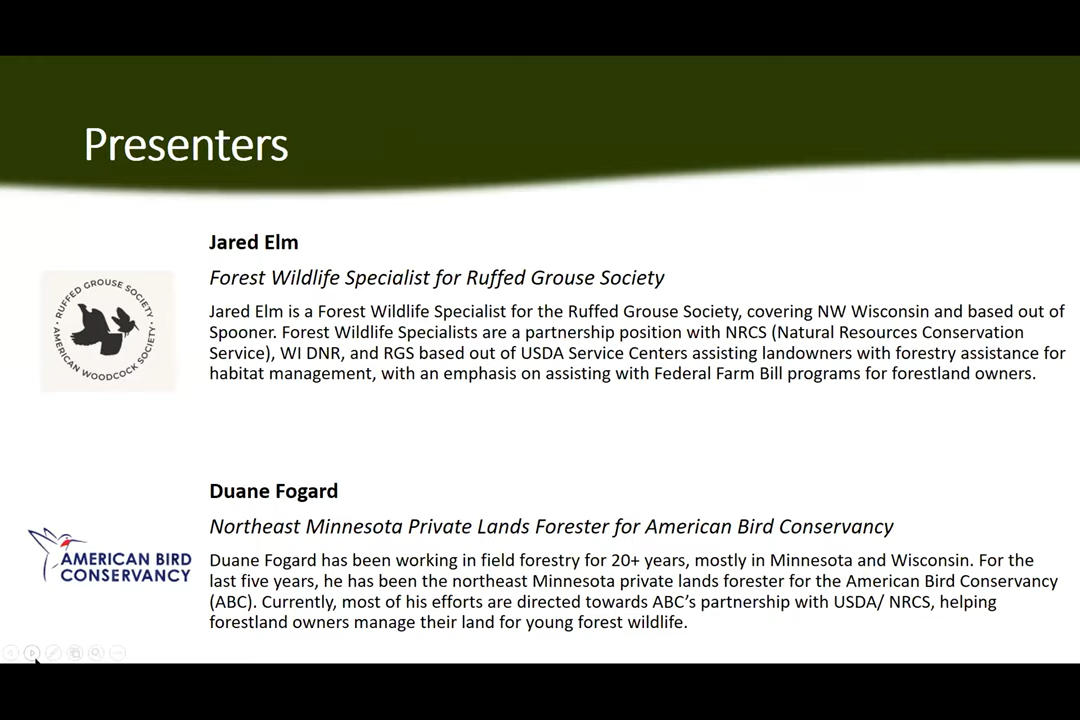 Presenters
Jared Elm
Forest Wildlife Specialist for Ruffed Grouse Society
Jared Elm is a Forest Wildlife Specialist for the Ruffed Grouse Society, covering NW Wisconsin and based out of
Spooner. Forest Wildlife Specialists are a partnership position with NRCS (Natural Resources Conservation
Service), WI DNR, and RGS based out of USDA Service Centers assisting landowners with forestry assistance for
habitat management, with an emphasis on assisting with Federal Farm Bill programs for forestland owners.
RUFFED GROUSE SOCIETY
AMERICAN WOODCOCK SOCIETY
Duane Fogard
Northeast Minnesota Private Lands Forester for American Bird Conservancy
Duane Fogard has been working in field forestry for 20+ years, mostly in Minnesota and Wisconsin. For the
last five years, he has been the northeast Minnesota private lands forester for the American Bird Conservancy
(ABC). Currently, most of his efforts are directed towards ABC’s partnership with USDA/ NRCS, helping
forestland owners manage their land for young forest wildlife.
AMERICAN BIRD
CONSERVANCY